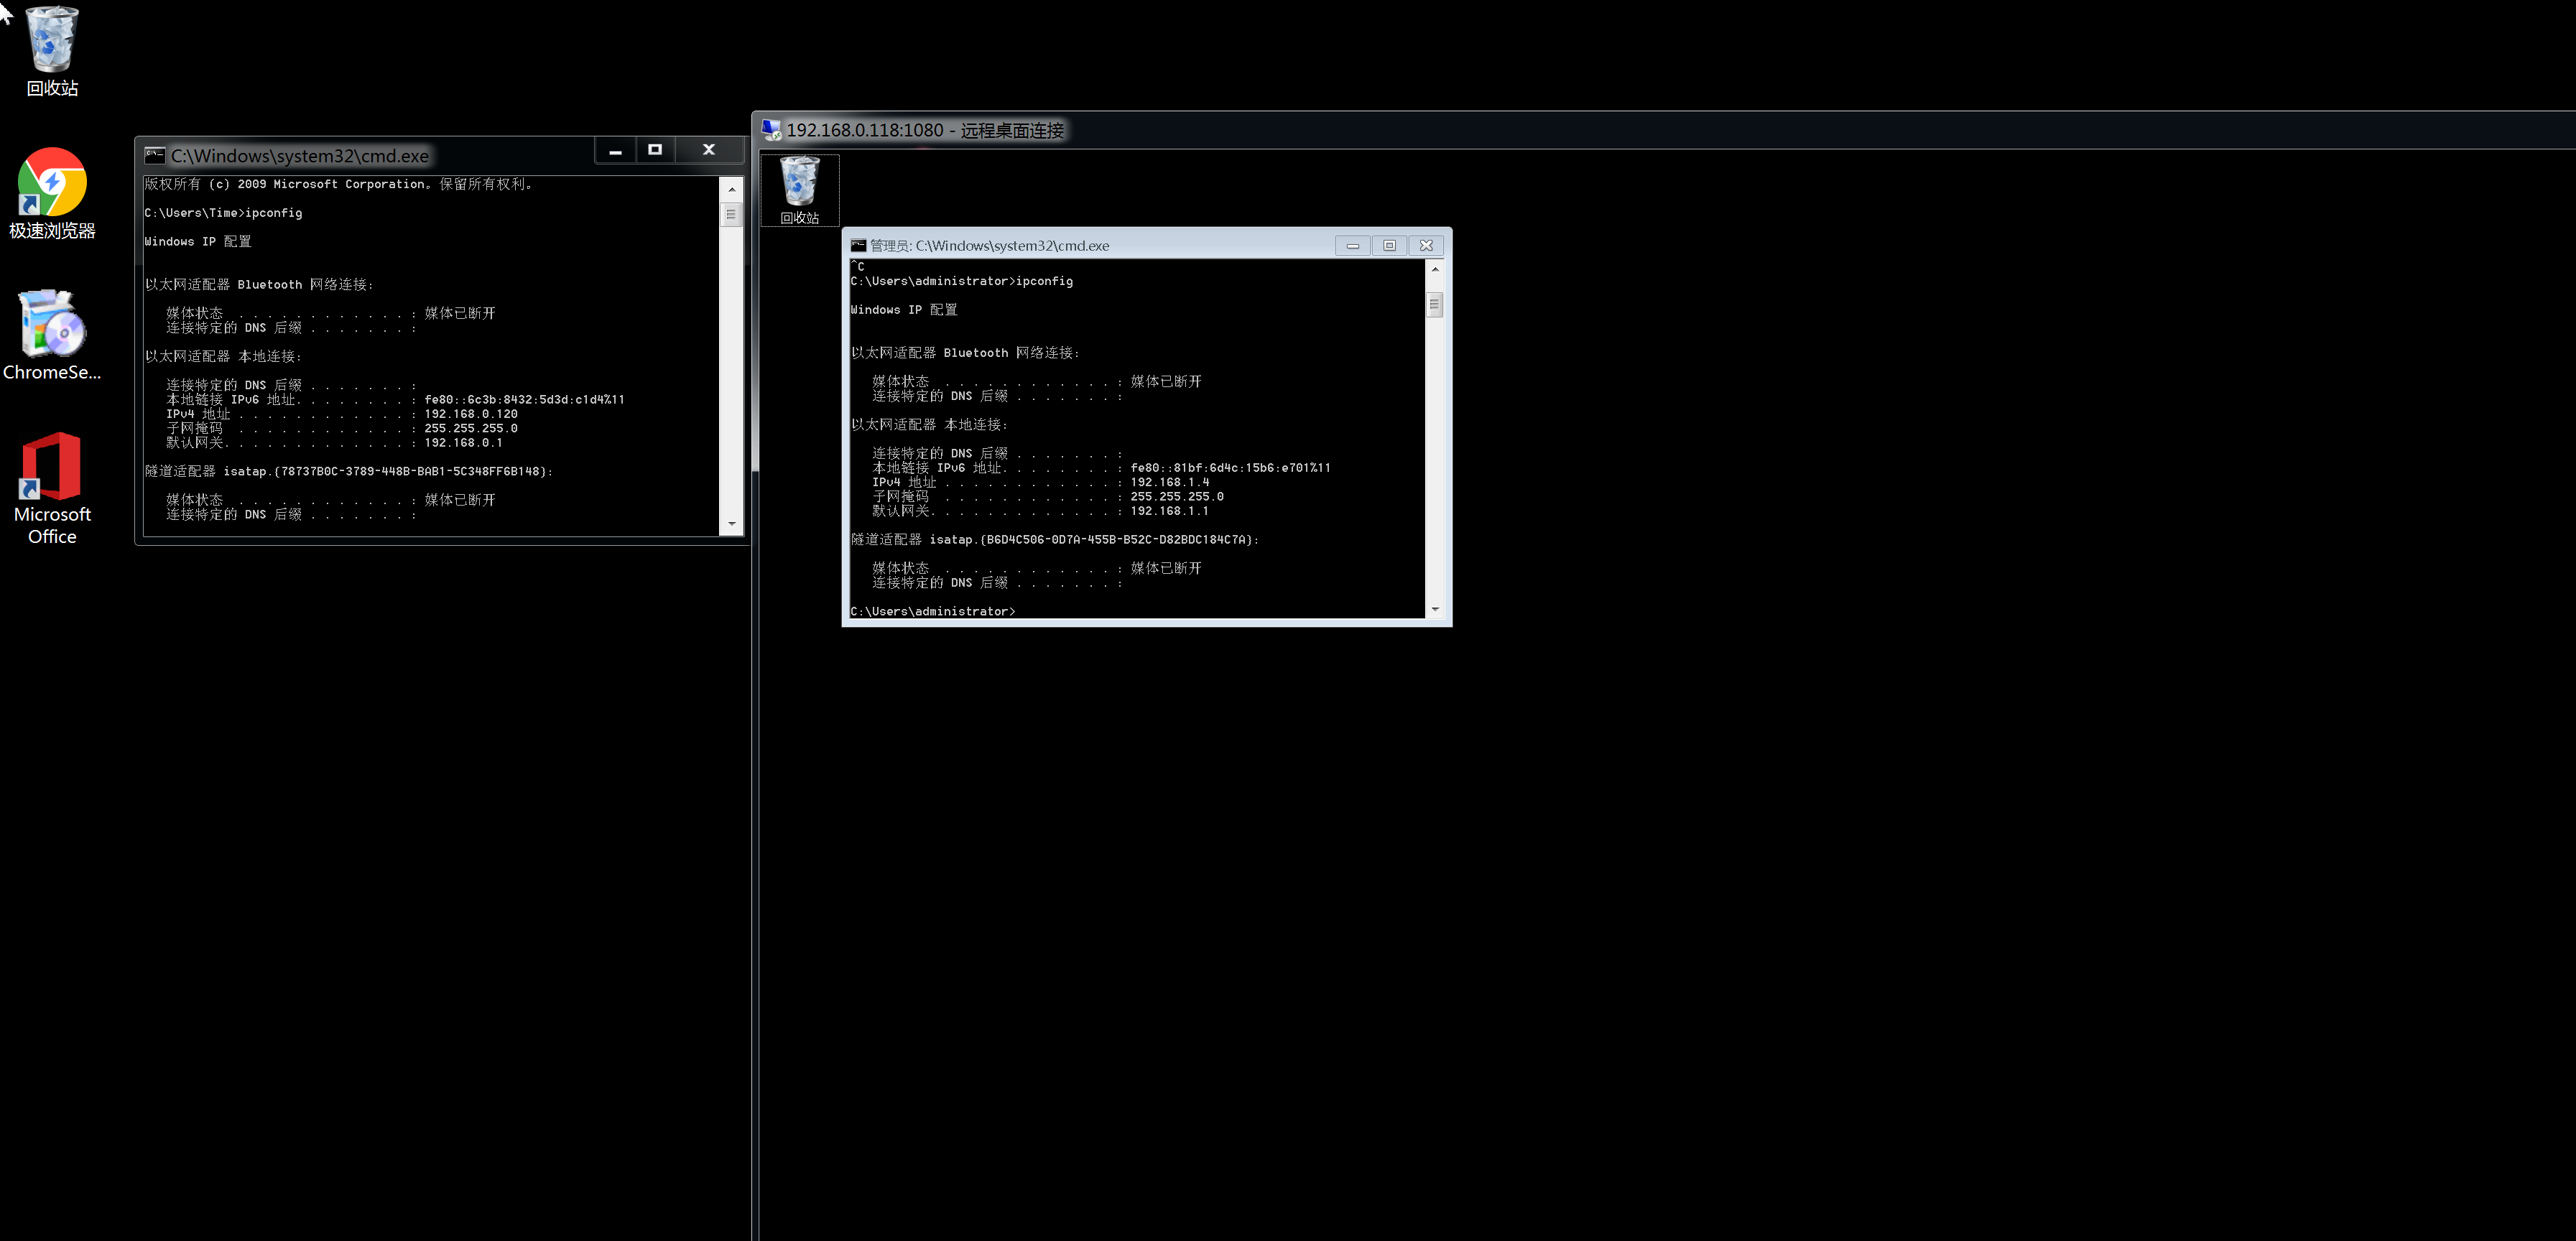 回收站
极速浏览器
ChromeSe...
Microsoft
Office
C:\Windows\system32\cmd.exe
版权所有 (c) 2009 Microsoft Corporation。保留所有权利。
C:\Users\Time>ipconfig
Windows IP 配置
以太网适配器 Bluetooth 网络连接:
媒体状态 . . . . . . . . . . . . : 媒体已断开
连接特定的 DNS 后缀 . . . . . . . :
以太网适配器 本地连接:
连接特定的 DNS 后缀 . . . . . . . :
本地链接 IPv6 地址. . . . . . . . : fe80::6c3b:8432:5d3d:c1d4%11
IPv4 地址 . . . . . . . . . . . . : 192.168.0.120
子网掩码 . . . . . . . . . . . . : 255.255.255.0
默认网关. . . . . . . . . . . . . : 192.168.0.1
隧道适配器 isatap.{78737B0C-3789-448B-BAB1-5C348FF6B148}:
媒体状态 . . . . . . . . . . . . : 媒体已断开
连接特定的 DNS 后缀 . . . . . . . :
192.168.0.118:1080 - 远程桌面连接
回收站
管理员: C:\Windows\system32\cmd.exe
^C
C:\Users\administrator>ipconfig
Windows IP 配置
以太网适配器 Bluetooth 网络连接:
媒体状态 . . . . . . . . . . . . : 媒体已断开
连接特定的 DNS 后缀 . . . . . . . :
以太网适配器 本地连接:
连接特定的 DNS 后缀 . . . . . . . :
本地链接 IPv6 地址. . . . . . . . : fe80::81bf:6d4c:15b6:e701%11
IPv4 地址 . . . . . . . . . . . . : 192.168.1.4
子网掩码 . . . . . . . . . . . . : 255.255.255.0
默认网关. . . . . . . . . . . . . : 192.168.1.1
隧道适配器 isatap.{B6D4C506-0D7A-455B-B52C-D82BDC184C7A}:
媒体状态 . . . . . . . . . . . . : 媒体已断开
连接特定的 DNS 后缀 . . . . . . . :
C:\Users\administrator>